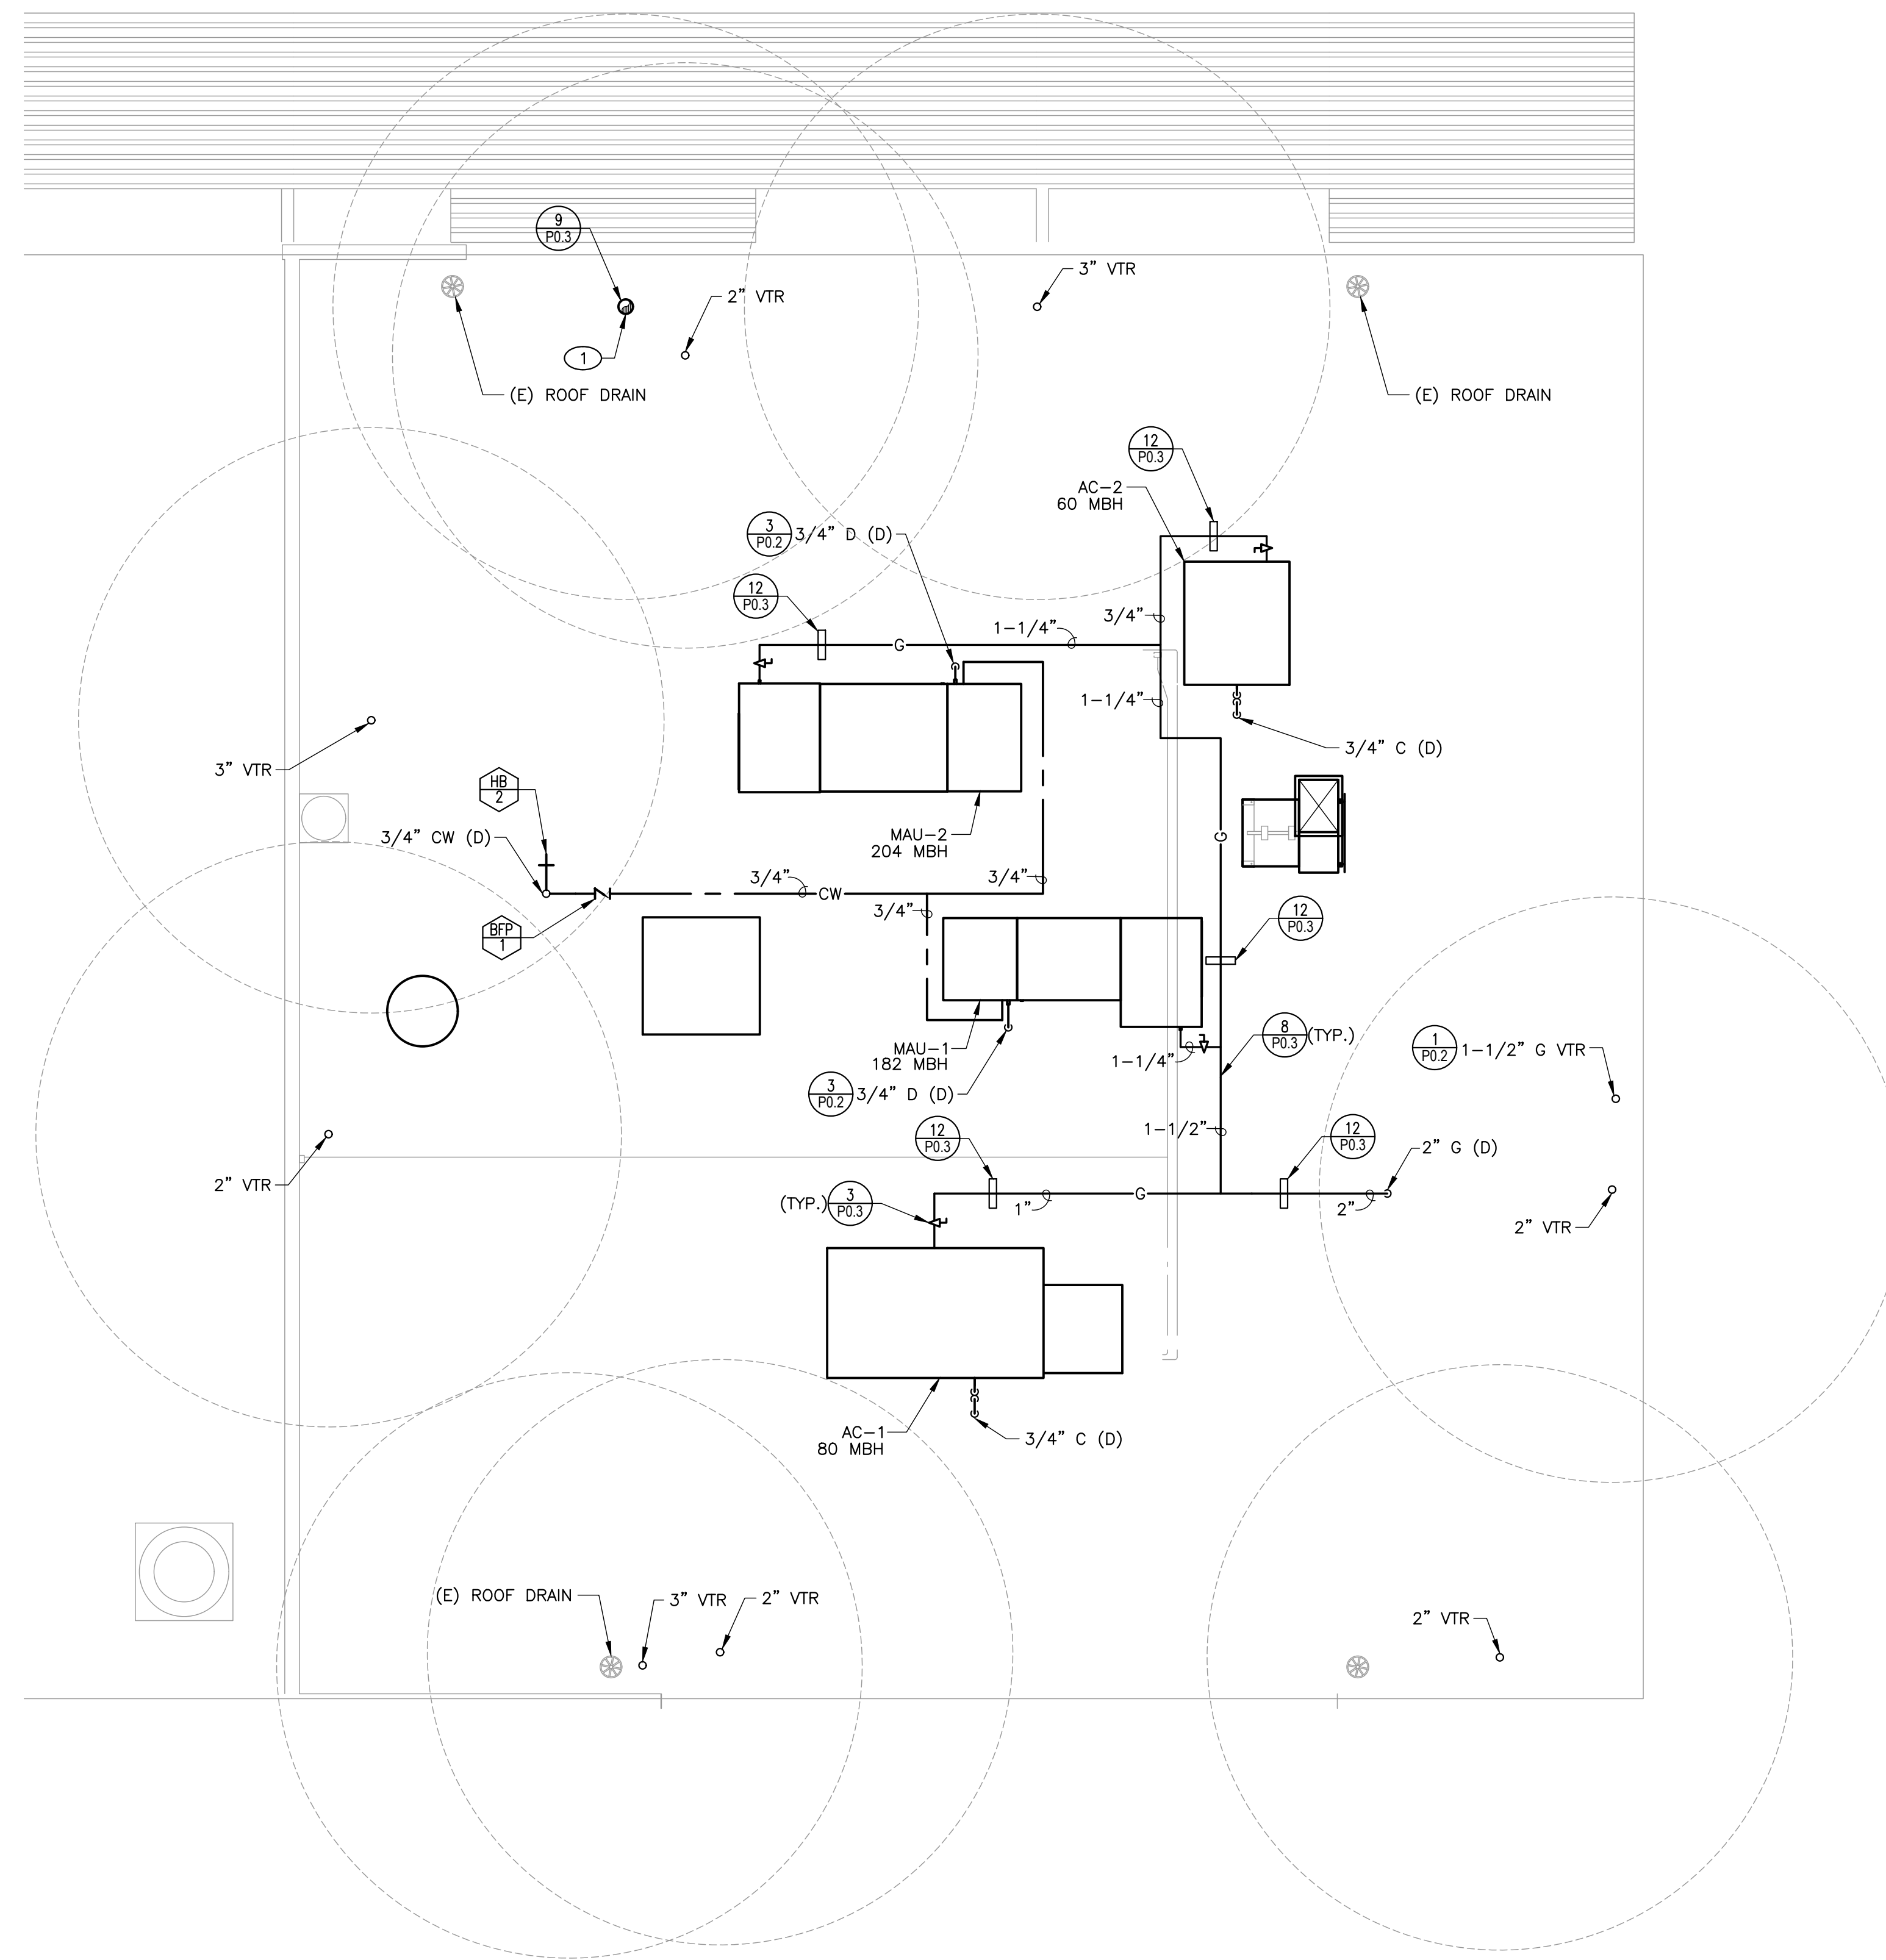 9
P0.3
2" VTR
3" VTR
1
(E) ROOF DRAIN
(E) ROOF DRAIN
12
P0.3
AC-2
60 MBH
3
P0.2
3/4" D (D)
12
P0.3
G
1-1/4"
3/4"
1-1/4"
3/4" C (D)
3" VTR
HB
2
3/4" CW (D)
MAU-2
204 MBH
G
3/4"
CW
3/4"
3/4"
BFP
1
12
P0.3
8
P0.3
(TYP.)
1
P0.2
1-1/2" G VTR
MAU-1
182 MBH
1-1/4"
3
P0.2
3/4" D (D)
12
P0.3
1-1/2"
12
P0.3
2" G (D)
2" VTR
(TYP.)
3
P0.3
1"
G
2"
2" VTR
AC-1
80 MBH
3/4" C (D)
(E) ROOF DRAIN
3" VTR
2" VTR
2" VTR